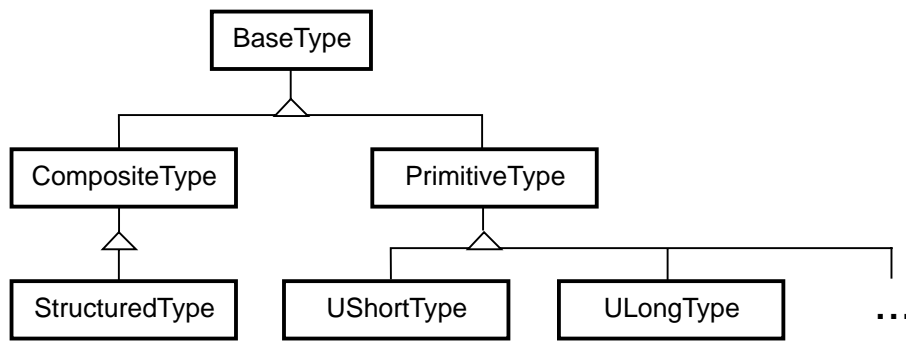 BaseType
CompositeType
PrimitiveType
StructuredType
UShortType
ULongType
...